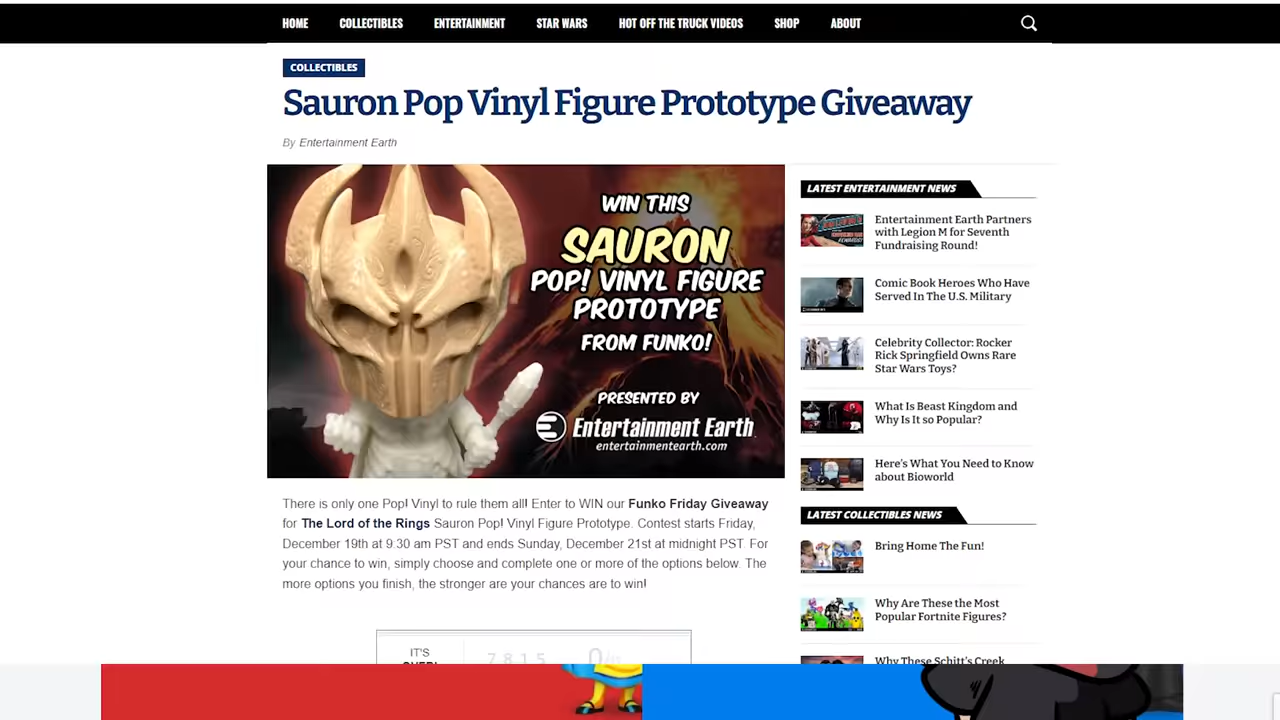 HOME COLLECTIBLES ENTERTAINMENT STAR WARS HOT OFF THE TRUCK VIDEOS SHOP ABOUT
COLLECTIBLES
Sauron Pop Vinyl Figure Prototype Giveaway
By Entertainment Earth
WIN THIS
SAURON
POP! VINYL FIGURE
PROTOTYPE
FROM FUNKO!
PRESENTED BY
Entertainment Earth
entertainmentearth.com
There is only one Pop! Vinyl to rule them all! Enter to WIN our Funko Friday Giveaway
for The Lord of the Rings Sauron Pop! Vinyl Figure Prototype. Contest starts Friday,
December 19th at 9:30 am PST and ends Sunday, December 21st at midnight PST. For
your chance to win, simply choose and complete one or more of the options below. The
more options you finish, the stronger are your chances are to win!
IT'S
OVER!
7815
0/
LATEST ENTERTAINMENT NEWS
Entertainment Earth Partners
with Legion M for Seventh
Fundraising Round!
Comic Book Heroes Who Have
Served In The U.S. Military
Celebrity Collector: Rocker
Rick Springfield Owns Rare
Star Wars Toys?
What Is Beast Kingdom and
Why Is It so Popular?
Here's What You Need to Know
about Bioworld
LATEST COLLECTIBLES NEWS
Bring Home The Fun!
Why Are These the Most
Popular Fortnite Figures?
Why These Schitt's Creek